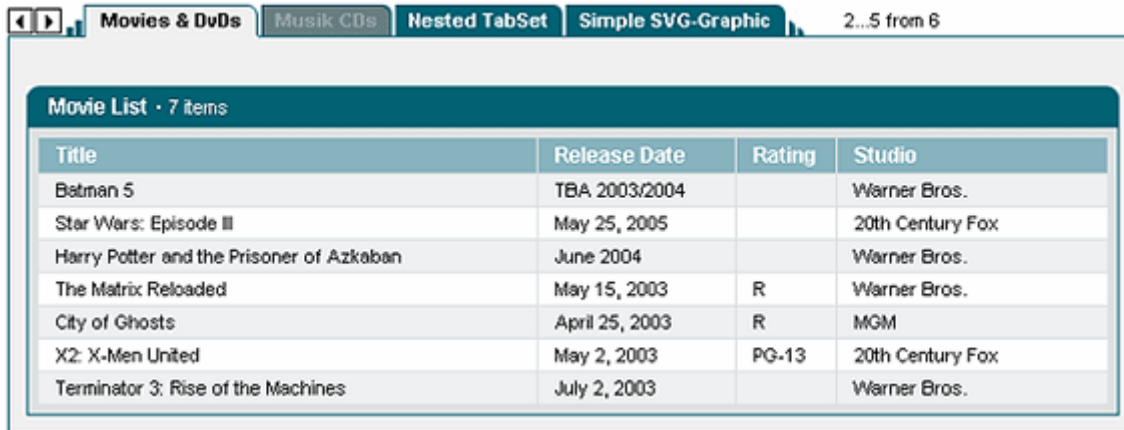 Movies & DvDs Musik CDs Nested TabSet Simple SVG-Graphic 2...5 from 6
Movie List · 7 items
Title Release Date Rating Studio
Batman 5 TBA 2003/2004 Warner Bros.
Star Wars: Episode III May 25, 2005 20th Century Fox
Harry Potter and the Prisoner of Azkaban June 2004 Warner Bros.
The Matrix Reloaded May 15, 2003 R Warner Bros.
City of Ghosts April 25, 2003 R MGM
X2: X-Men United May 2, 2003 PG-13 20th Century Fox
Terminator 3: Rise of the Machines July 2, 2003 Warner Bros.